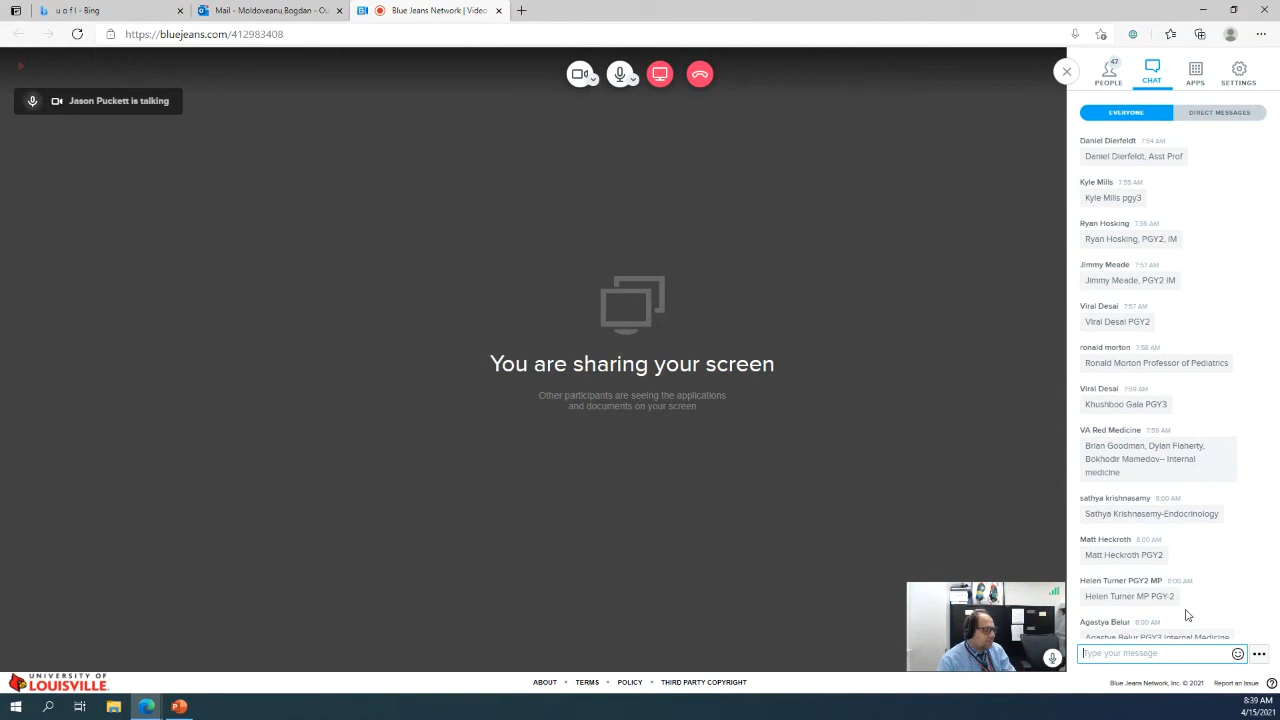 u o f l - Bing
Mail - Moldoveanu,Bogdan - Ou
Blue Jeans Network | Video
https://bluejeans.com/412983408
Jason Puckett is talking
47
PEOPLE
CHAT
APPS
SETTINGS
EVERYONE
DIRECT MESSAGES
Daniel Dierfeldt 7:54 AM
Daniel Dierfeldt, Asst Prof
Kyle Mills 7:55 AM
Kyle Mills pgy3
Ryan Hosking 7:56 AM
Ryan Hosking, PGY2, IM
Jimmy Meade 7:57 AM
Jimmy Meade, PGY2 IM
Viral Desai 7:57 AM
Viral Desai PGY2
ronald morton 7:58 AM
Ronald Morton Professor of Pediatrics
Viral Desai 7:59 AM
Khushboo Gala PGY3
VA Red Medicine 7:59 AM
Brian Goodman, Dylan Flaherty,
Bokhodir Mamedov-- Internal
medicine
sathya krishnasamy 8:00 AM
Sathya Krishnasamy-Endocrinology
Matt Heckroth 8:00 AM
Matt Heckroth PGY2
Helen Turner PGY2 MP 8:00 AM
Helen Turner MP PGY-2
Agastya Belur 8:00 AM
Agastya Belur PGY3 Internal Medicine
Type your message
You are sharing your screen
Other participants are seeing the applications
and documents on your screen
UNIVERSITY OF
LOUISVILLE.
ABOUT • TERMS • POLICY • THIRD PARTY COPYRIGHT
Blue Jeans Network, Inc. © 2021 Report an Issue
8:39 AM
4/15/2021